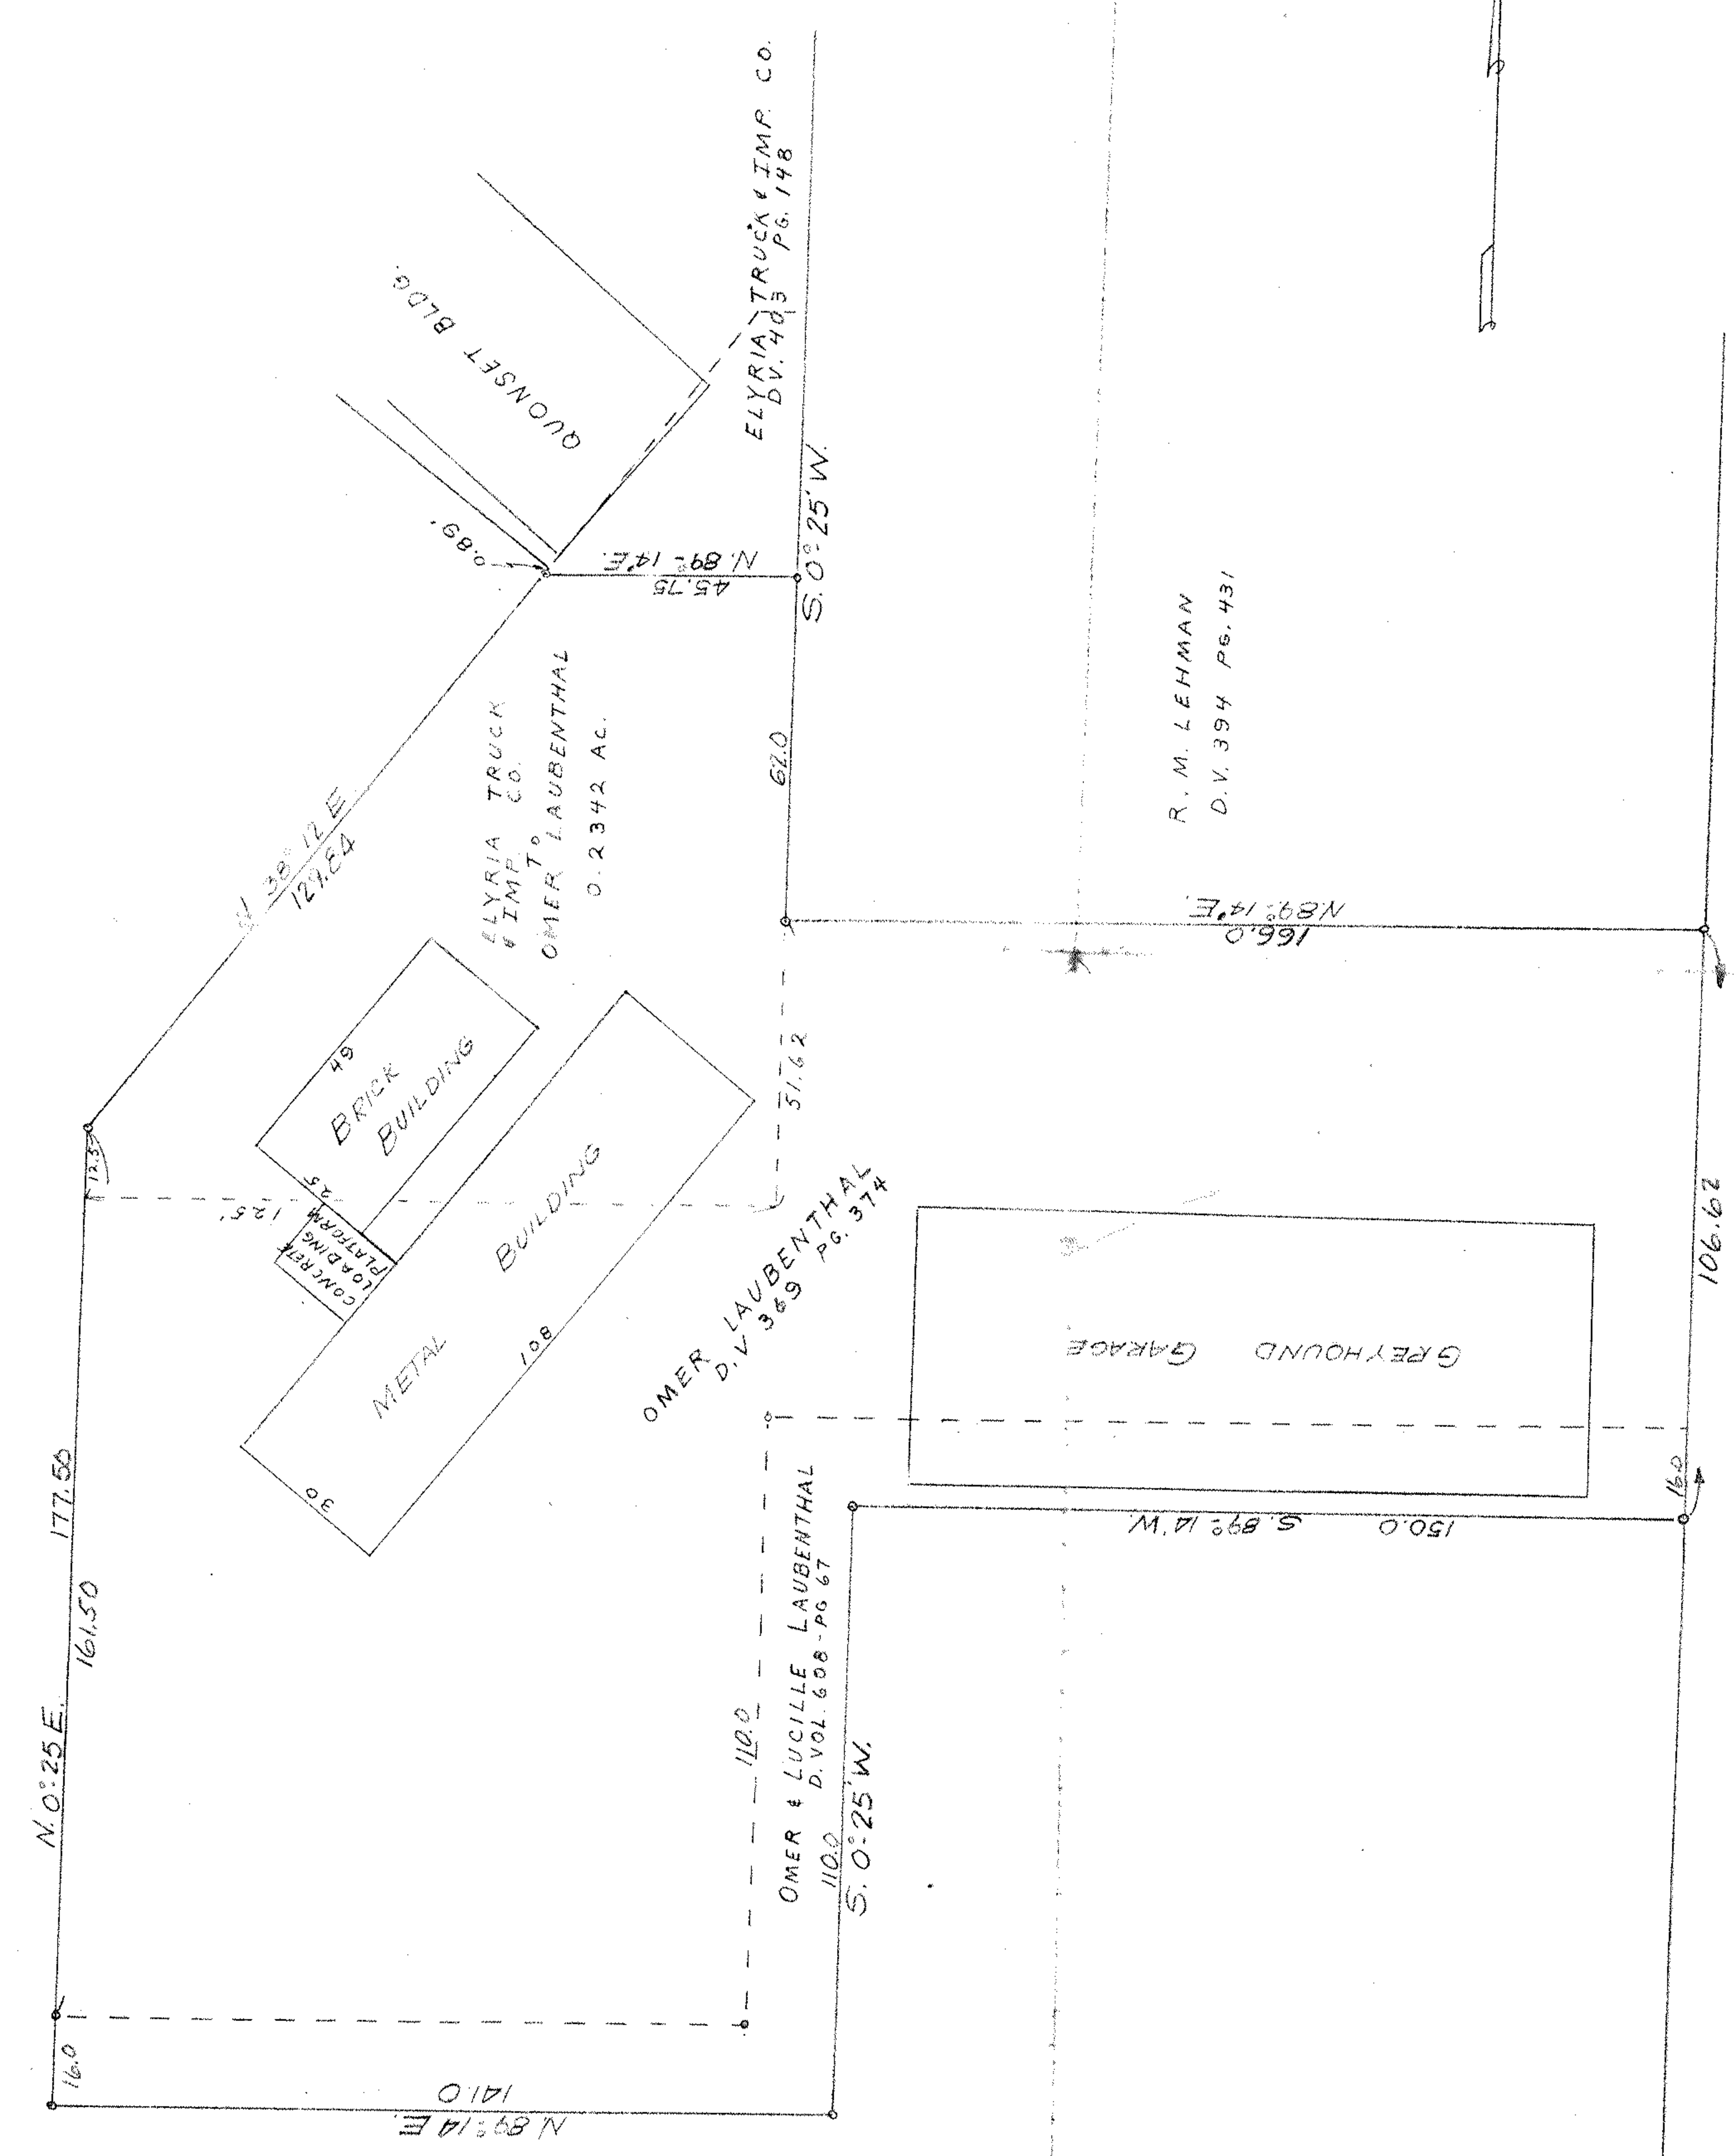 N. 0°25 E.
177.50
161.50
16.0
N 89°14 E.
141.0
12.5
125'
38° 12 E.
129.84
0.89'
QUONSET BLDG.
N. 89°-14' E.
45.75
ELYRIA TRUCK & IMP. CO.
D.V. 403 PG. 148
S. 0°25' W.
62.0
ELYRIA TRUCK
& IMP. CO.
TO
OMER LAUBENTHAL
0.2342 AC.
BRICK
BUILDING
49
25
CONCRETE
LOADING
PLATFORM
METAL BUILDING
108
30
51.62
OMER LAUBENTHAL
D.V 369 PG. 374
110.0
OMER & LUCILLE LAUBENTHAL
D. VOL. 608-PG 67
110.0
S. 0°25' W.
150.0 S. 89°14' W.
GREYHOUND GARAGE
16.0
106.62
N 89°-14' E.
166.0
R. M. LEHMAN
D.V. 394 PG. 431